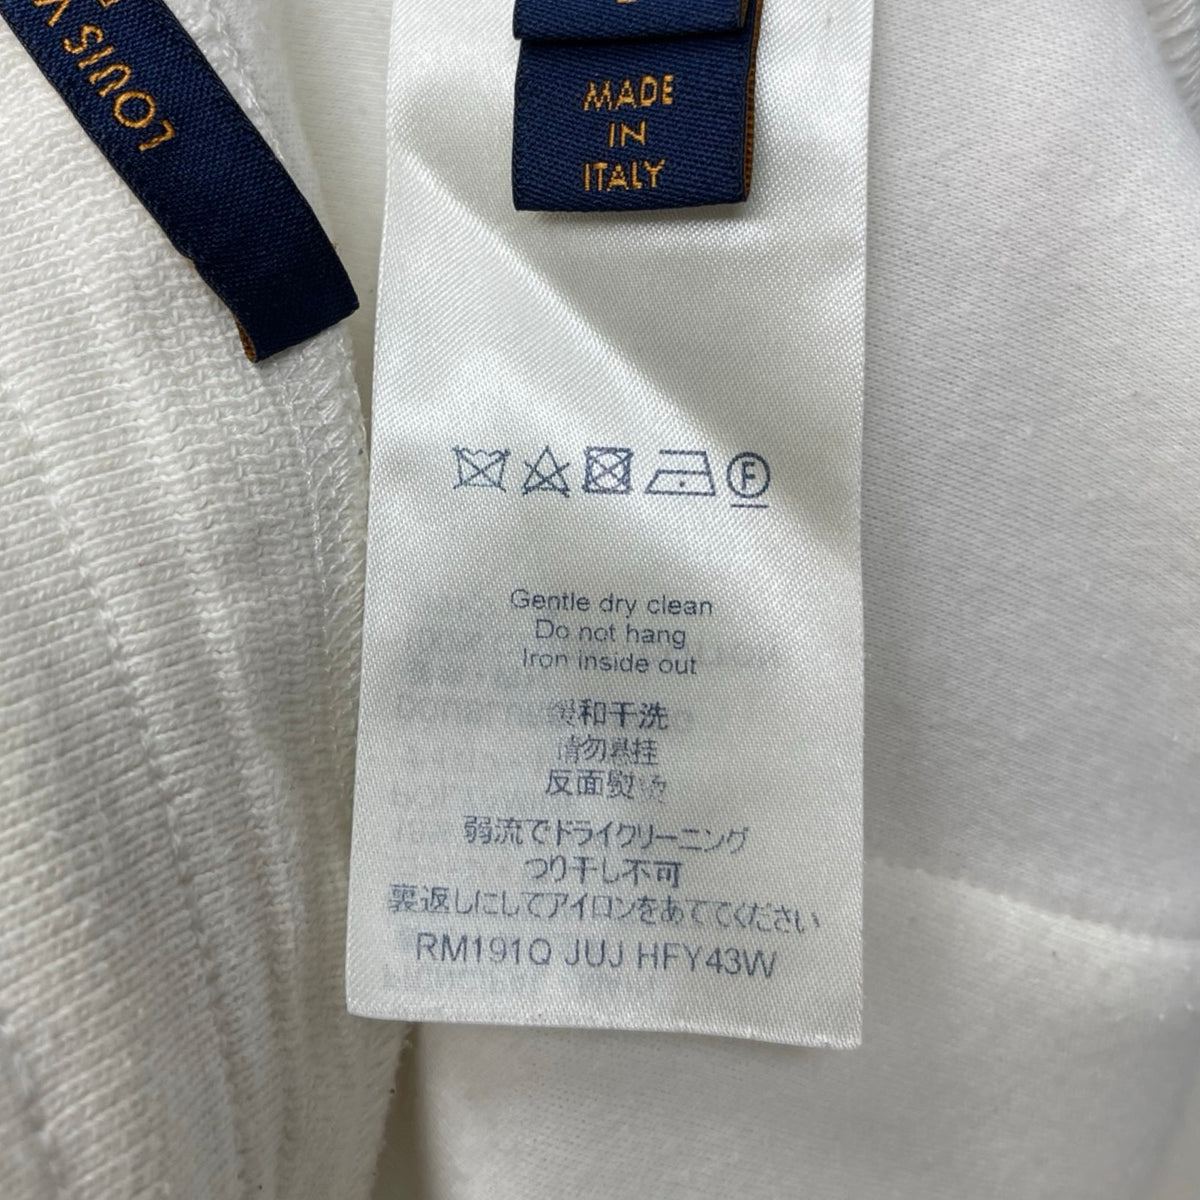 LOUIS V
MADE
IN
ITALY
F
Gentle dry clean
Do not hang
Iron inside out
缓和干洗
请勿悬挂
反面熨烫
弱流でドライクリーニング
つり干し不可
裏返しにしてアイロンをあててください
RM191Q JUJ HFY43W